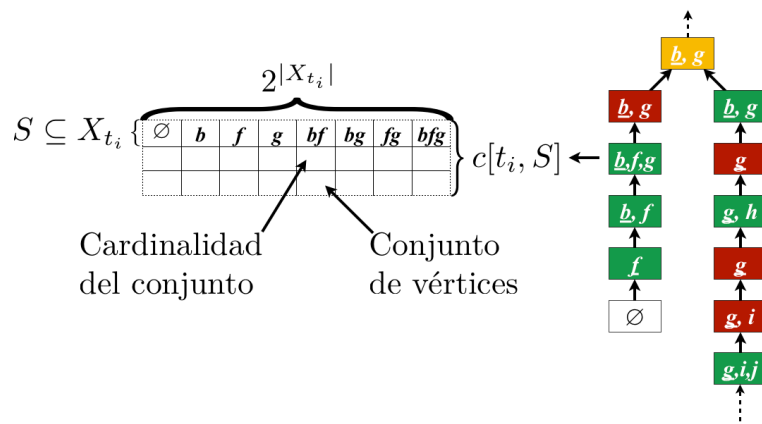 2^{|X_{t_i}|}
S ⊆ X_{t_i} { ∅ b f g bf bg fg bfg } c[t_i, S]
Cardinalidad
del conjunto
Conjunto
de vértices
b, g
b, g
b,f,g
b, f
f
∅
b, g
g
g, h
g
g, i
g,i,j